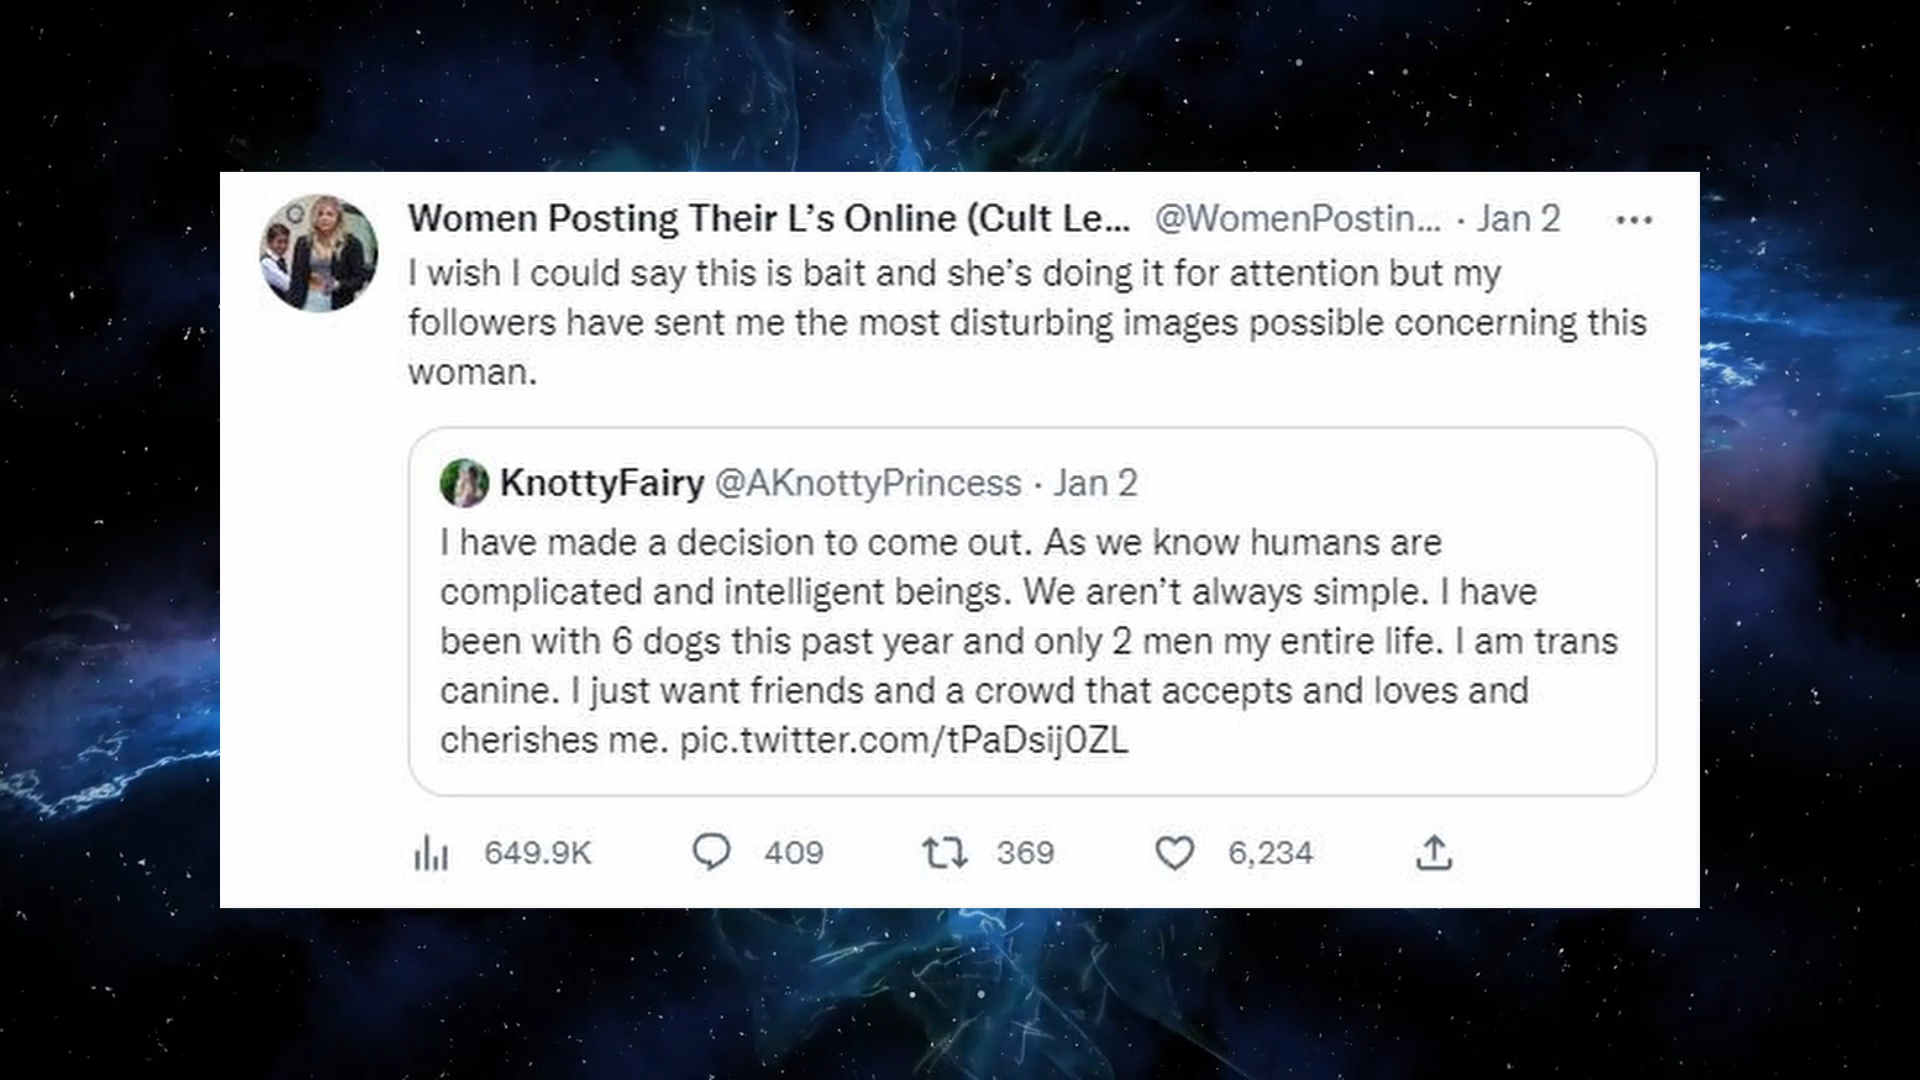 Women Posting Their L’s Online (Cult Le... @WomenPostin... · Jan 2
I wish I could say this is bait and she’s doing it for attention but my
followers have sent me the most disturbing images possible concerning this
woman.
KnottyFairy @AKnottyPrincess · Jan 2
I have made a decision to come out. As we know humans are
complicated and intelligent beings. We aren’t always simple. I have
been with 6 dogs this past year and only 2 men my entire life. I am trans
canine. I just want friends and a crowd that accepts and loves and
cherishes me. pic.twitter.com/tPaDsij0ZL
649.9K 409 369 6,234